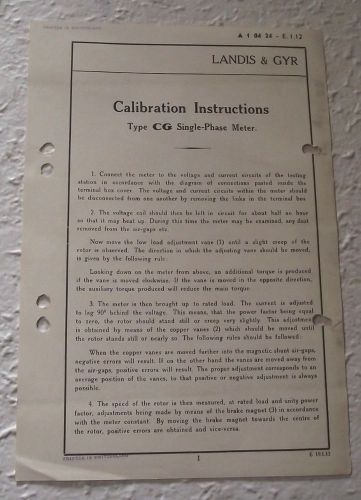 PRINTED IN SWITZERLAND
A 1 04 24 - E. 1.12
LANDIS & GYR
Calibration Instructions
Type CG Single-Phase Meter.
1. Connect the meter to the voltage and current circuits of the testing
station in accordance with the diagram of connections pasted inside the
terminal box cover. The voltage and current circuits within the meter should
be disconnected from one another by removing the links in the terminal box
2. The voltage coil should then be left in circuit for about half an hour
so that it may heat up. During this time the meter may be examined, any dust
removed from the air-gaps etc.
Now move the low load adjustment vane (1) until a slight creep of the
rotor is observed. The direction in which the adjusting vane should be moved,
is given by the following rule:
Looking down on the meter from above, an additional torque is produced
if the vane is moved clockwise. If the vane is moved in the opposite direction,
the auxiliary torque produced will reduce the main torque.
3. The meter is then brought up to rated load. The current is adjusted
to lag 90° behind the voltage. This means, that the power factor being equal
to zero, the rotor should stand still or creep very slightly. This adjustment
is obtained by means of the copper vanes (2) which should be moved until
the rotor stands still or nearly so. The following rules should be followed:
When the copper vanes are moved further into the magnetic shunt air-gaps,
negative errors will result. If on the other hand the vanes are moved away from
the air-gaps, positive errors will result. The proper adjustment corresponds to an
average position of the vanes, so that positive or negative adjustment is always
possible.
4. The speed of the rotor is then measured, at rated load and unity power
factor, adjustments being made by means of the brake magnet (3) in accordance
with the meter constant. By moving the brake magnet towards the centre of the
rotor, positive errors are obtained and vice-versa.
PRINTED IN SWITZERLAND
1